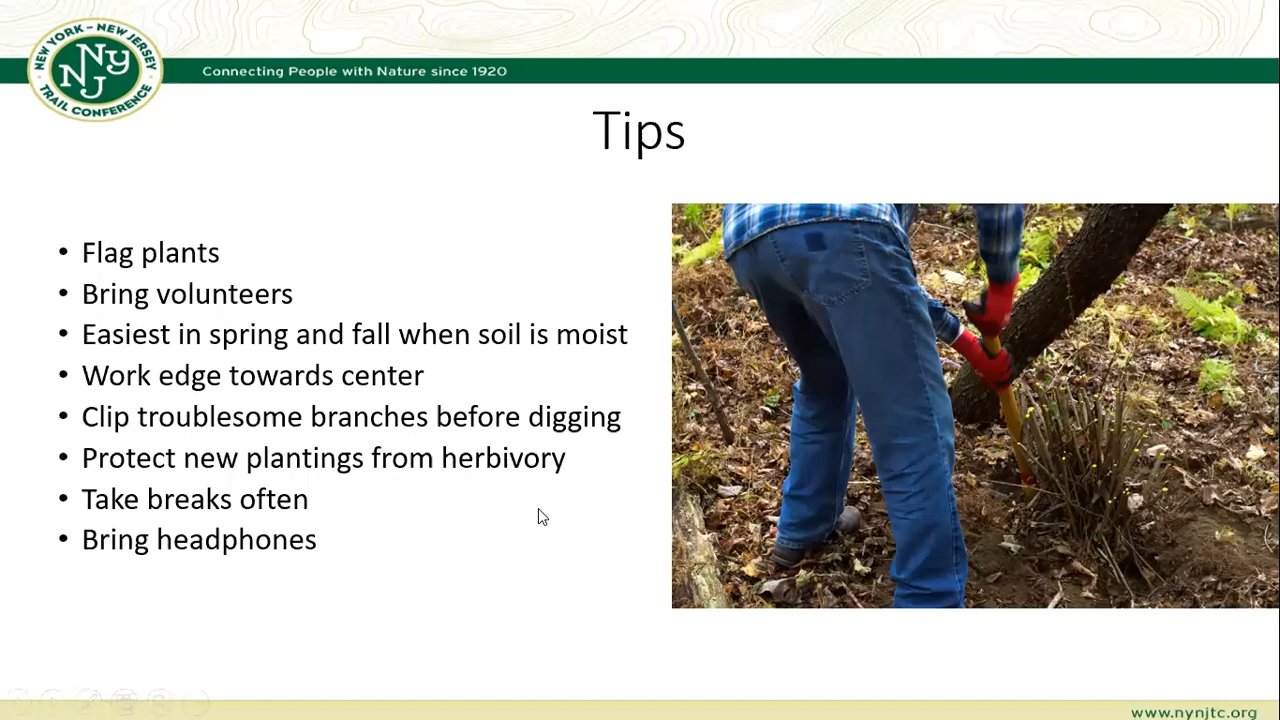 NEW YORK – NEW JERSEY
NY
NJ
TRAIL CONFERENCE
Connecting People with Nature since 1920
Tips
• Flag plants
• Bring volunteers
• Easiest in spring and fall when soil is moist
• Work edge towards center
• Clip troublesome branches before digging
• Protect new plantings from herbivory
• Take breaks often
• Bring headphones
www.nynjtc.org